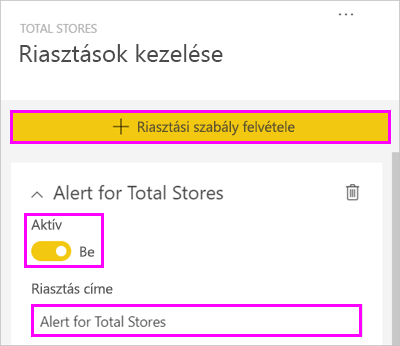 TOTAL STORES
Riasztások kezelése
+ Riasztási szabály felvétele
Alert for Total Stores
Aktív
Be
Riasztás címe
Alert for Total Stores